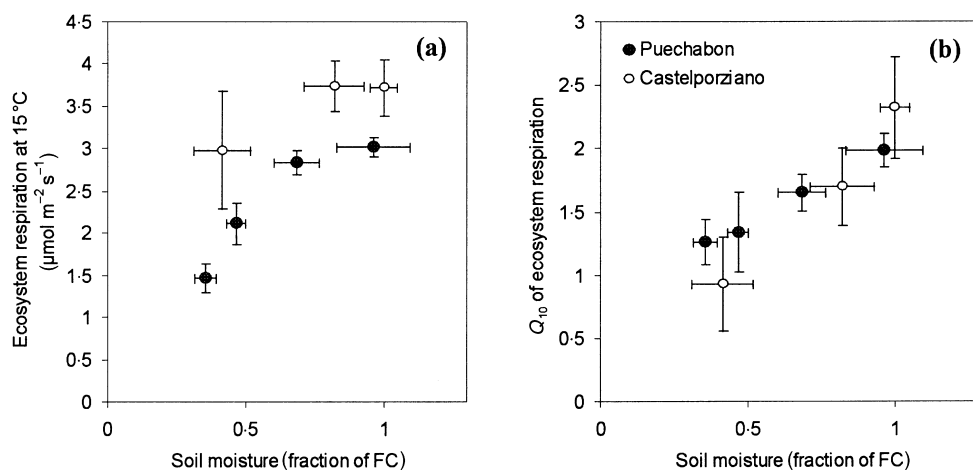 (a)
4·5
4
3·5
3
2·5
2
1·5
1
0·5
0
0
0·5
1
Ecosystem respiration at 15 °C
(µmol m⁻² s⁻¹)
Soil moisture (fraction of FC)
(b)
Puechabon
Castelporziano
3
2·5
2
1·5
1
0·5
0
0
0·5
1
Q₁₀ of ecosystem respiration
Soil moisture (fraction of FC)